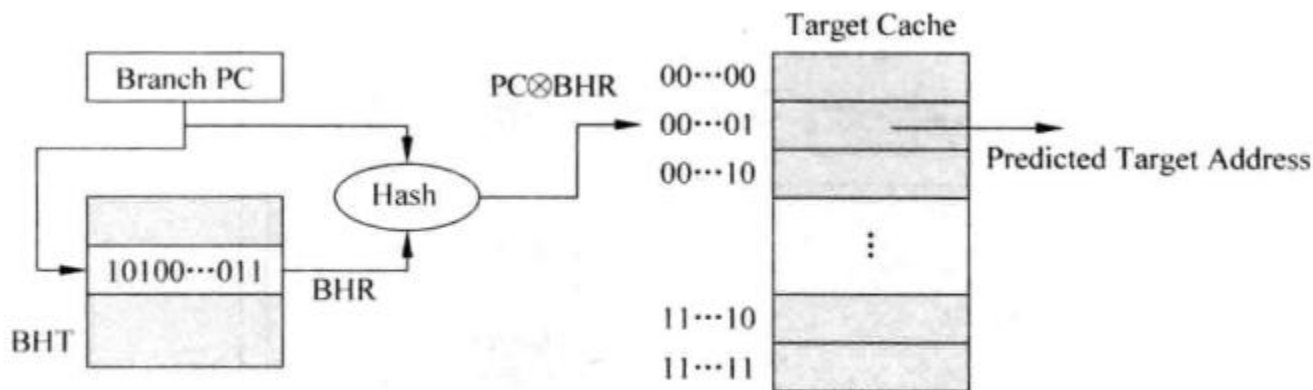 Target Cache
Branch PC
PC⊗BHR
00⋯00
00⋯01
00⋯10
Predicted Target Address
Hash
⋮
10100⋯011
BHR
BHT
11⋯10
11⋯11